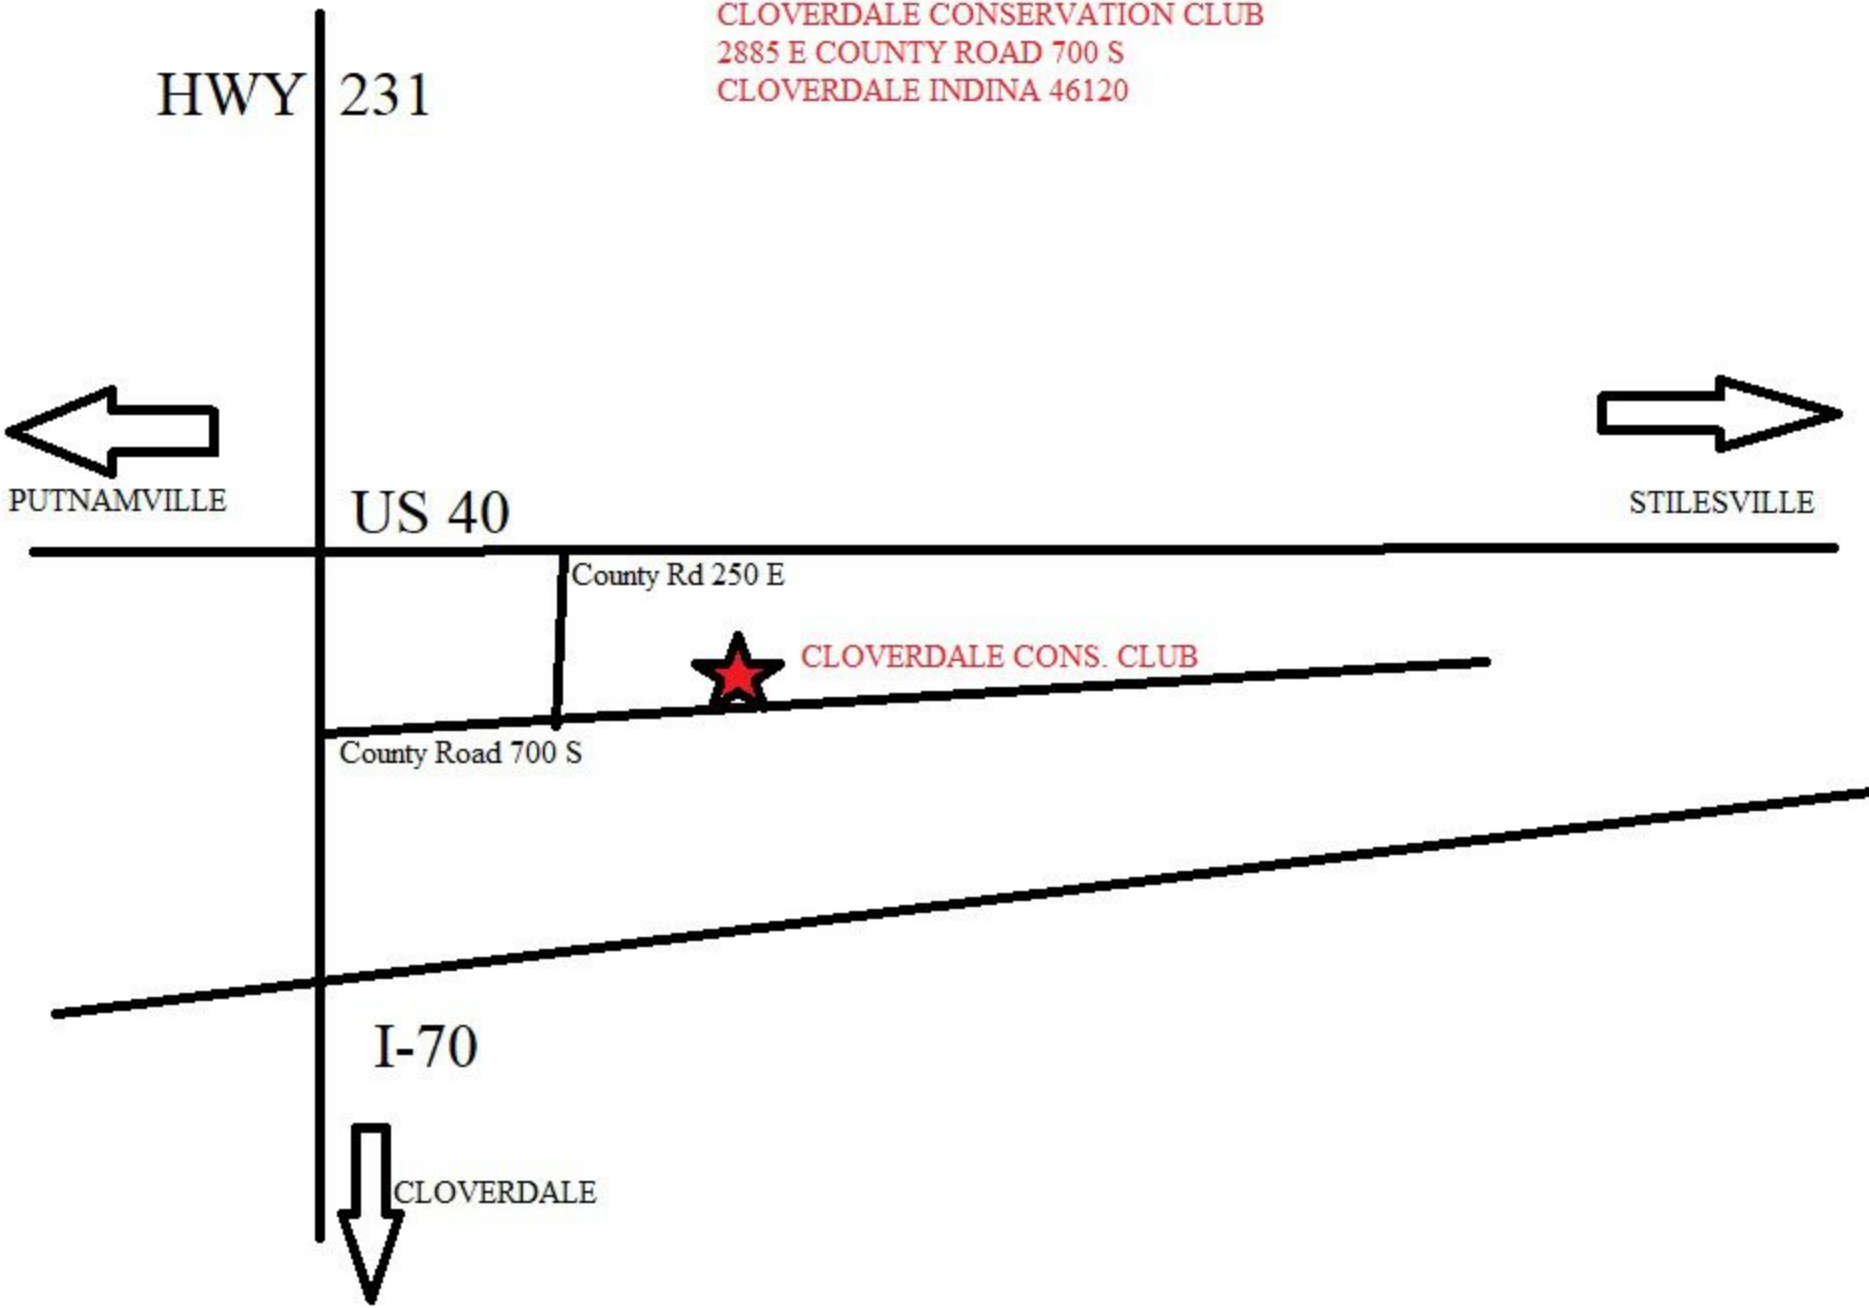 CLOVERDALE CONSERVATION CLUB
2885 E COUNTY ROAD 700 S
CLOVERDALE INDINA 46120
HWY 231
PUTNAMVILLE
US 40
STILESVILLE
County Rd 250 E
CLOVERDALE CONS. CLUB
County Road 700 S
I-70
CLOVERDALE